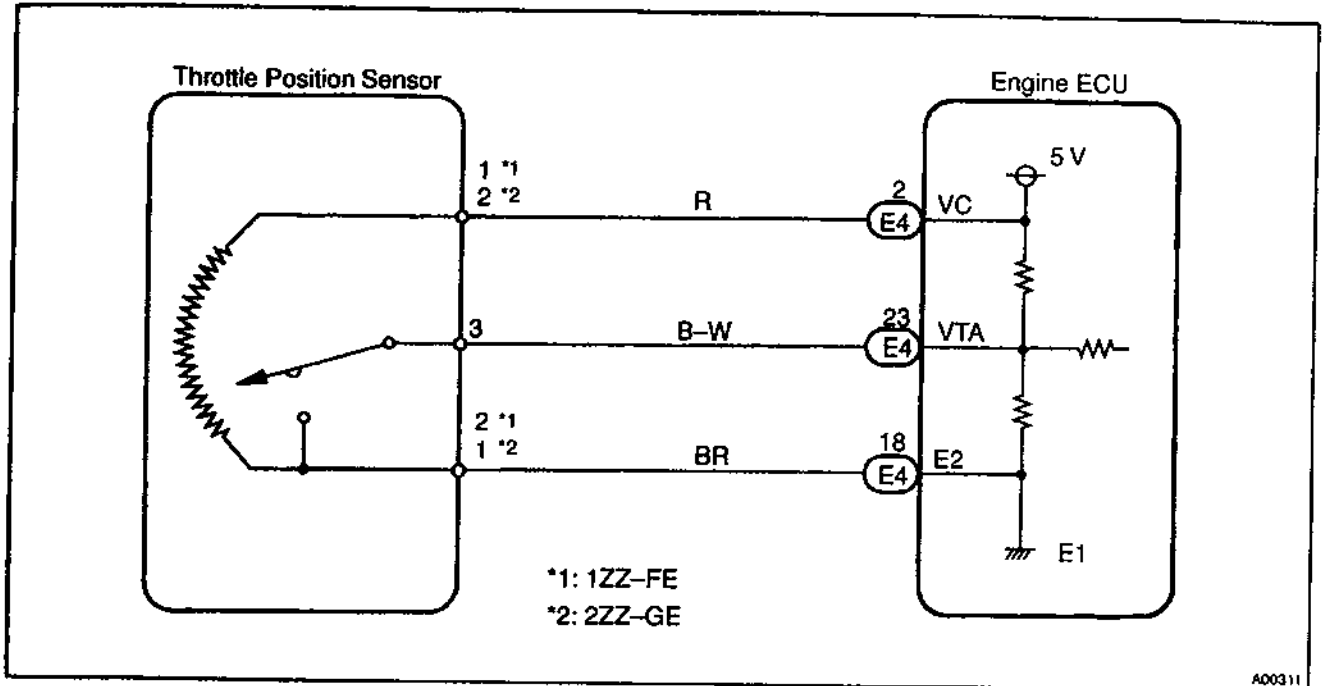 Throttle Position Sensor
Engine ECU
5 V
1 *1
2 *2
R
2
E4
VC
3
B–W
23
E4
VTA
2 *1
1 *2
BR
18
E4
E2
E1
*1: 1ZZ–FE
*2: 2ZZ–GE
A00311